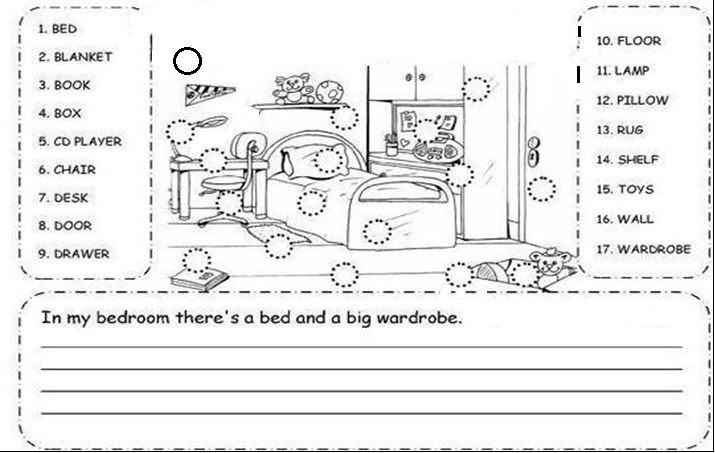 1. BED
2. BLANKET
3. BOOK
4. BOX
5. CD PLAYER
6. CHAIR
7. DESK
8. DOOR
9. DRAWER
10. FLOOR
11. LAMP
12. PILLOW
13. RUG
14. SHELF
15. TOYS
16. WALL
17. WARDROBE
In my bedroom there's a bed and a big wardrobe.